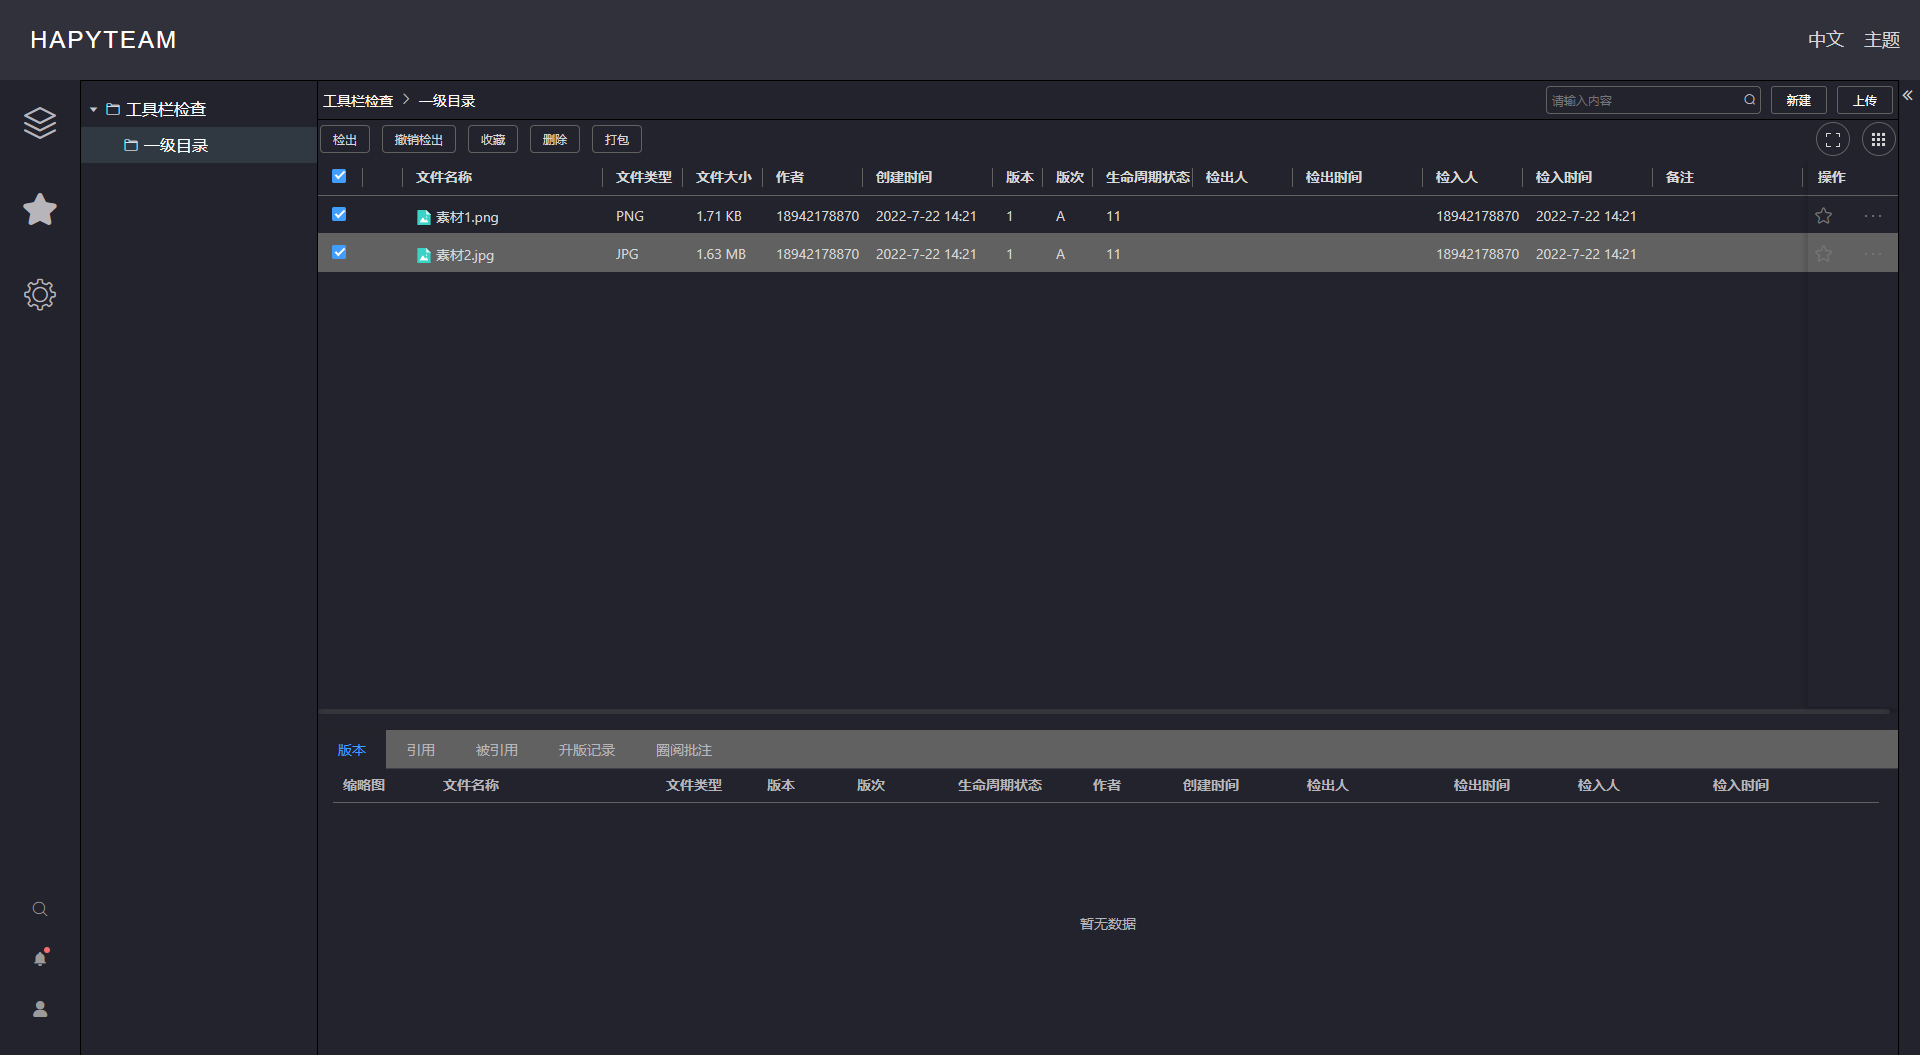 HAPYTEAM
中文 主题
工具栏检查
一级目录
工具栏检查 一级目录
请输入内容 新建 上传
检出 撤销检出 收藏 删除 打包
文件名称 文件类型 文件大小 作者 创建时间 版本 版次 生命周期状态 检出人 检出时间 检入人 检入时间 备注 操作
素材1.png PNG 1.71 KB 18942178870 2022-7-22 14:21 1 A 11 18942178870 2022-7-22 14:21
素材2.jpg JPG 1.63 MB 18942178870 2022-7-22 14:21 1 A 11 18942178870 2022-7-22 14:21
版本 引用 被引用 升版记录 圈阅批注
缩略图 文件名称 文件类型 版本 版次 生命周期状态 作者 创建时间 检出人 检出时间 检入人 检入时间
暂无数据